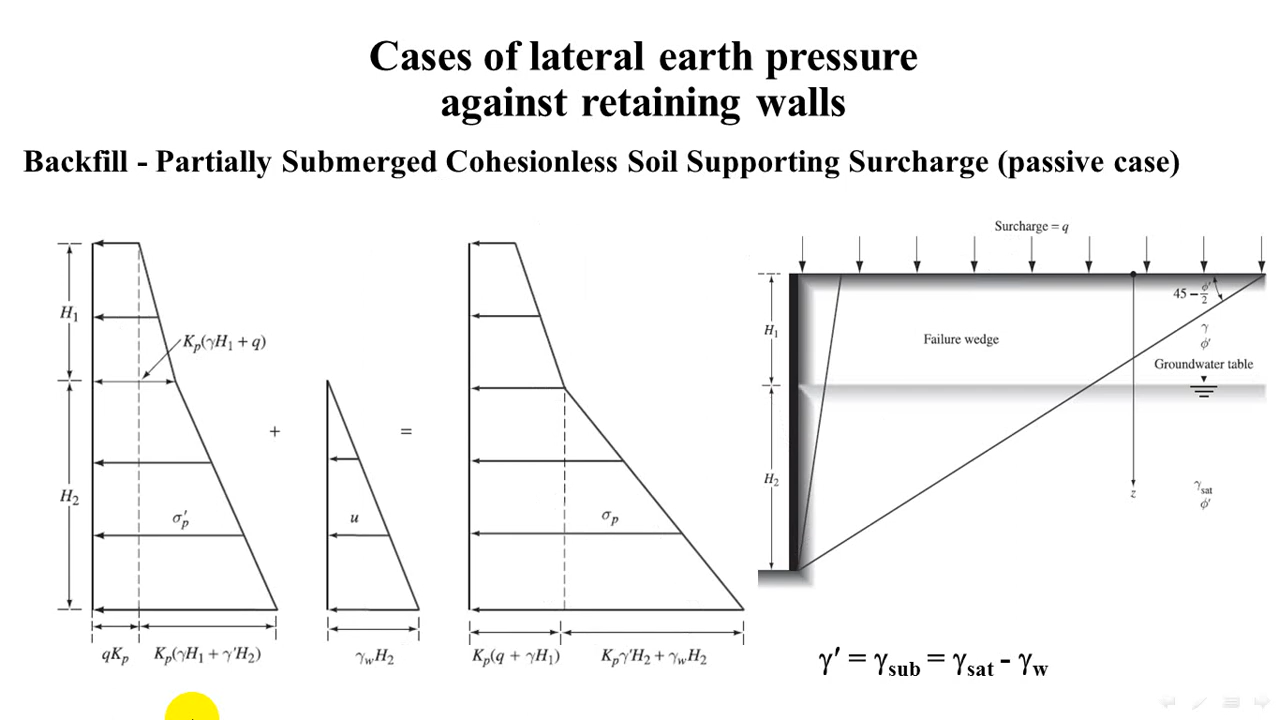 Cases of lateral earth pressure
against retaining walls
Backfill - Partially Submerged Cohesionless Soil Supporting Surcharge (passive case)
H₁
Kₚ(γH₁ + q)
H₂
σ′ₚ
qKₚ
Kₚ(γH₁ + γ′H₂)
+
u
γwH₂
=
σₚ
Kₚ(q + γH₁)
Kₚγ′H₂ + γwH₂
Surcharge = q
45 − ϕ′/2
H₁
Failure wedge
γ
ϕ′
Groundwater table
H₂
z
γsat
ϕ′
γ′ = γsub = γsat - γw